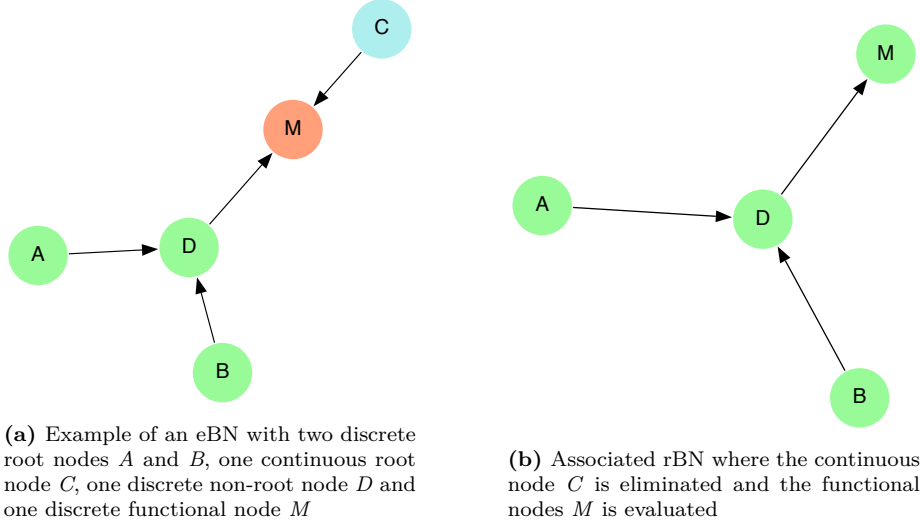 C
M
A
D
B
(a) Example of an eBN with two discrete
root nodes A and B, one continuous root
node C, one discrete non-root node D and
one discrete functional node M
M
A
D
B
(b) Associated rBN where the continuous
node C is eliminated and the functional
nodes M is evaluated